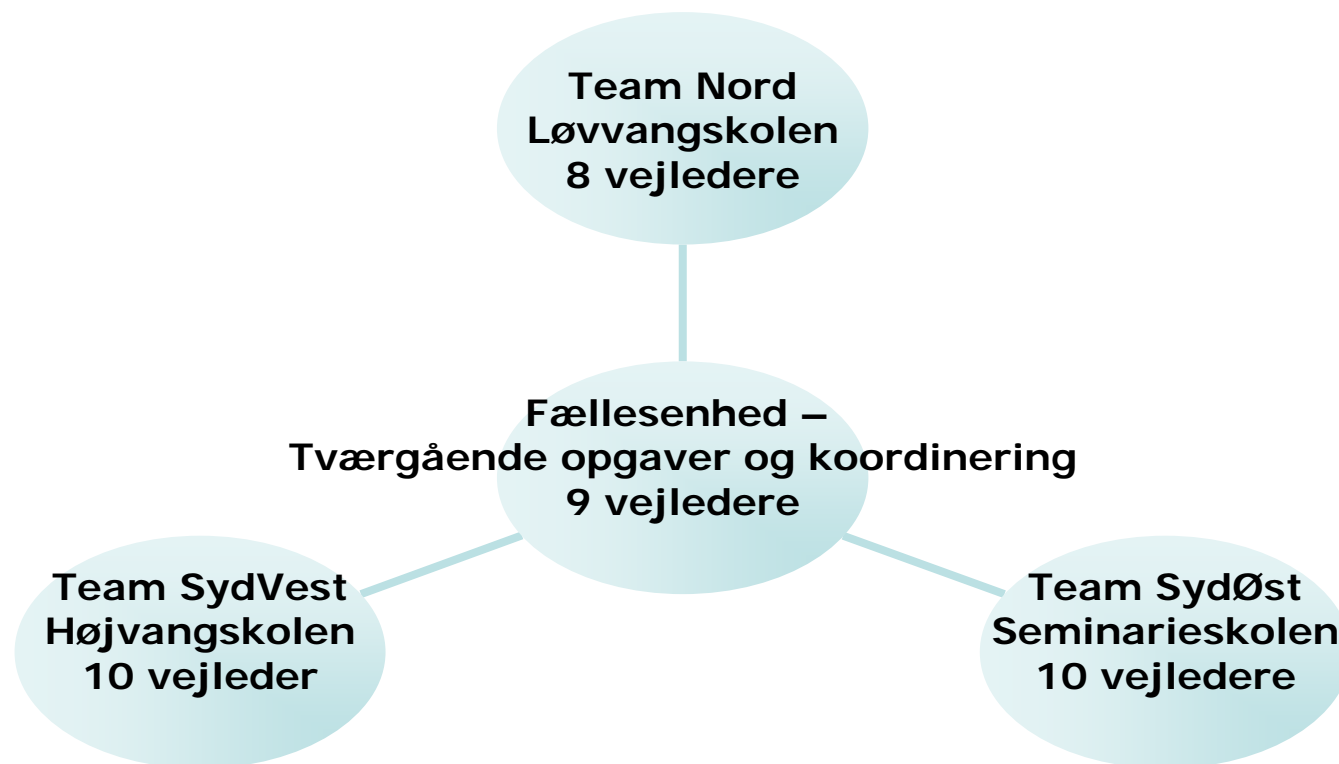 Team Nord
Løvvangskolen
8 vejledere
Fællesenhed –
Tværgående opgaver og koordinering
9 vejledere
Team SydVest
Højvangskolen
10 vejleder
Team SydØst
Seminarieskolen
10 vejledere